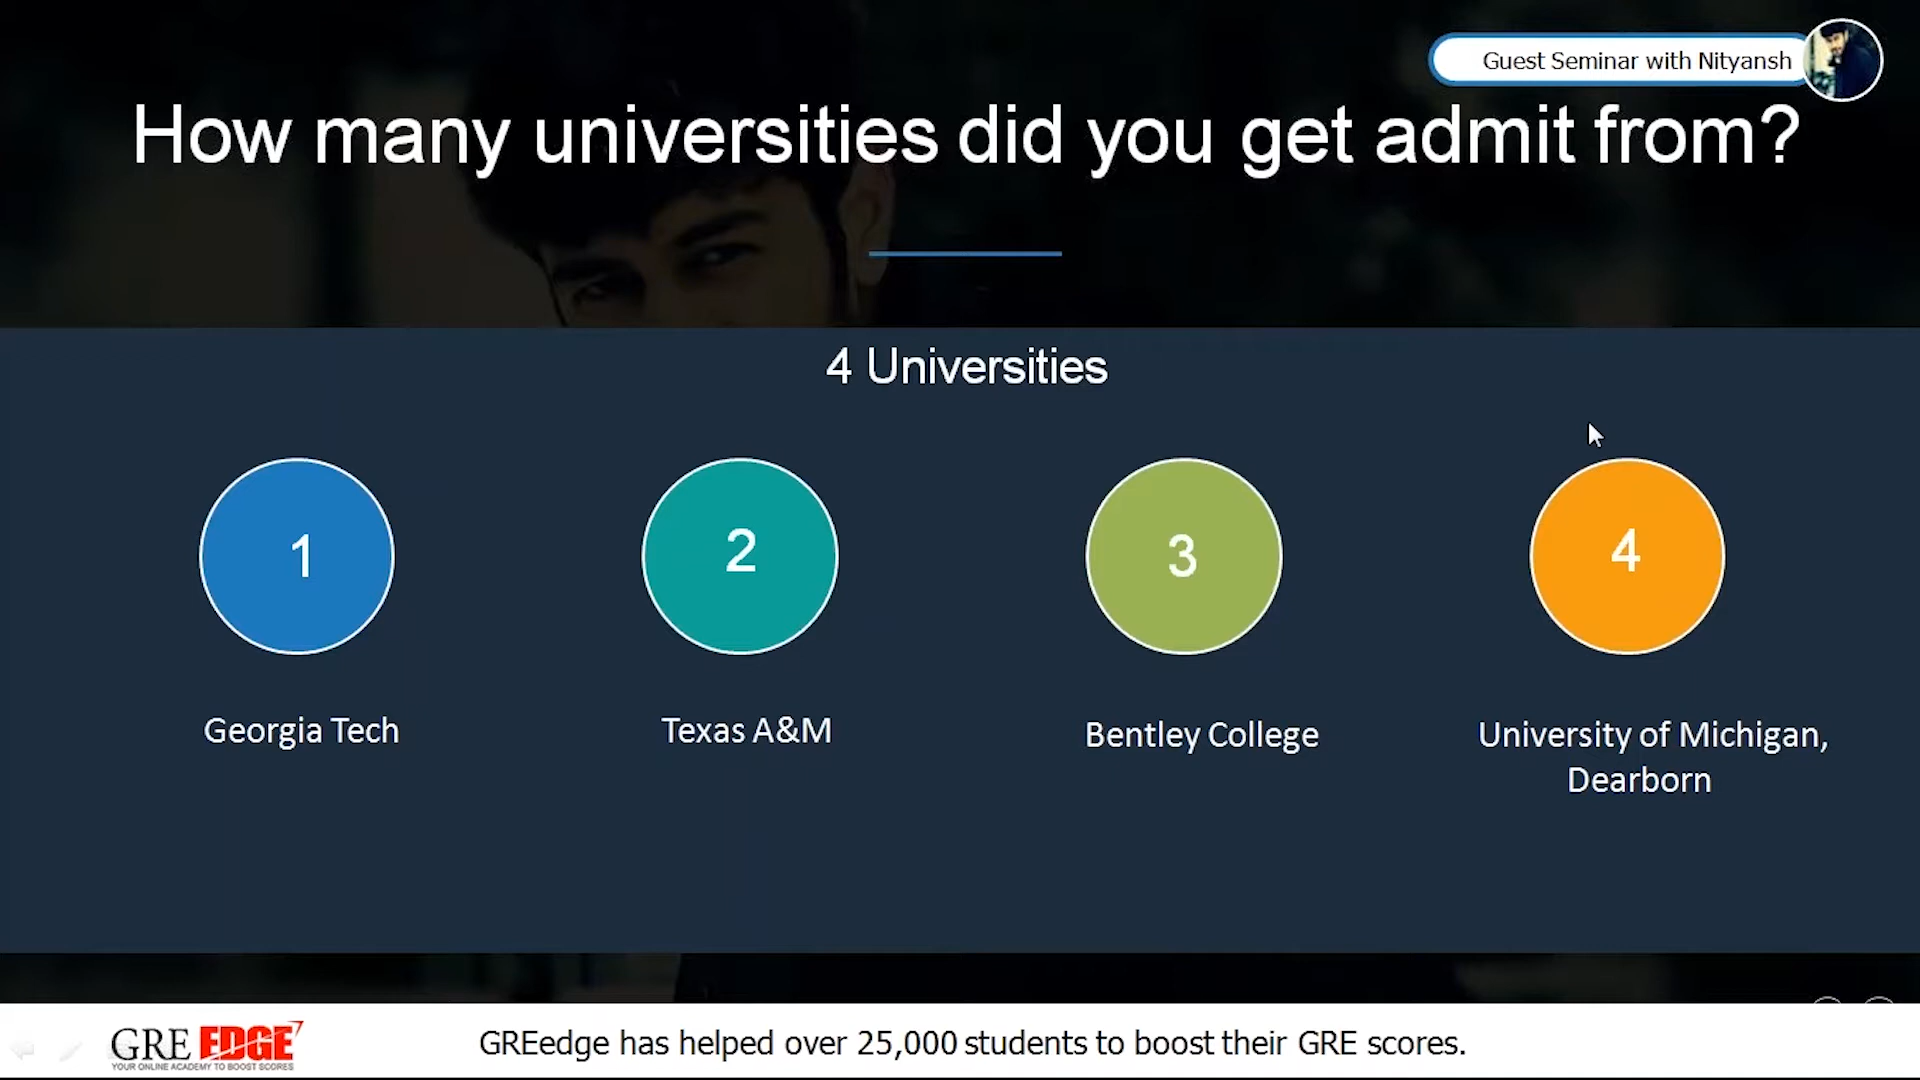 Guest Seminar with Nityansh
How many universities did you get admit from?
4 Universities
1
2
3
4
Georgia Tech
Texas A&M
Bentley College
University of Michigan,
Dearborn
GRE EDGE
YOUR ONLINE ACADEMY TO BOOST SCORES
GREedge has helped over 25,000 students to boost their GRE scores.